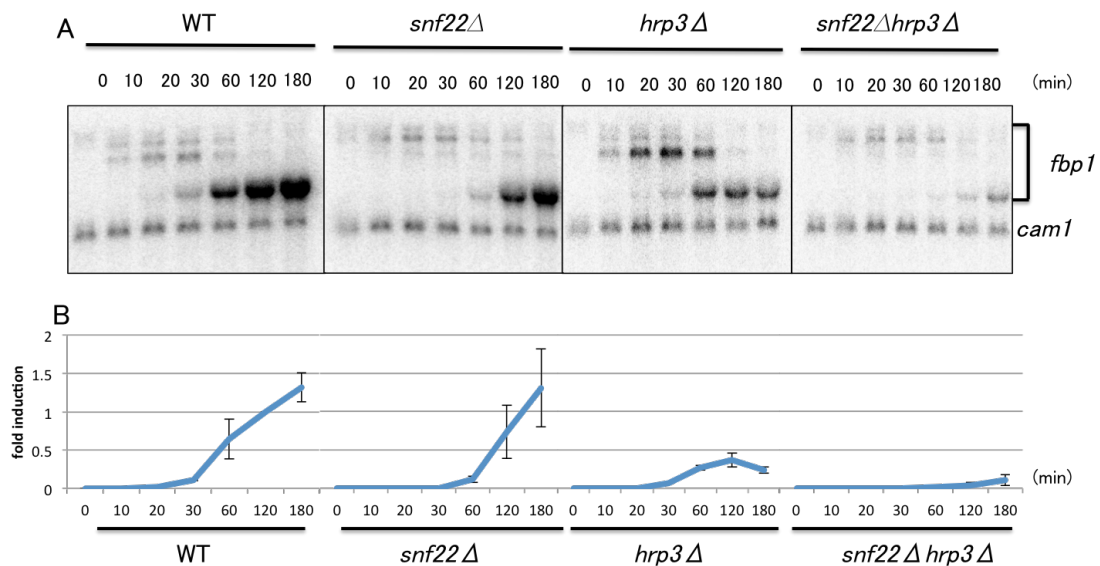 A
WT snf22Δ hrp3Δ snf22Δhrp3Δ
0 10 20 30 60 120 180 0 10 20 30 60 120 180 0 10 20 30 60 120 180 0 10 20 30 60 120 180 (min)
fbp1
cam1
B
fold induction
2
1.5
1
0.5
0
0 10 20 30 60 120 180 0 10 20 30 60 120 180 0 10 20 30 60 120 180 0 10 20 30 60 120 180 (min)
WT snf22Δ hrp3Δ snf22Δhrp3Δ